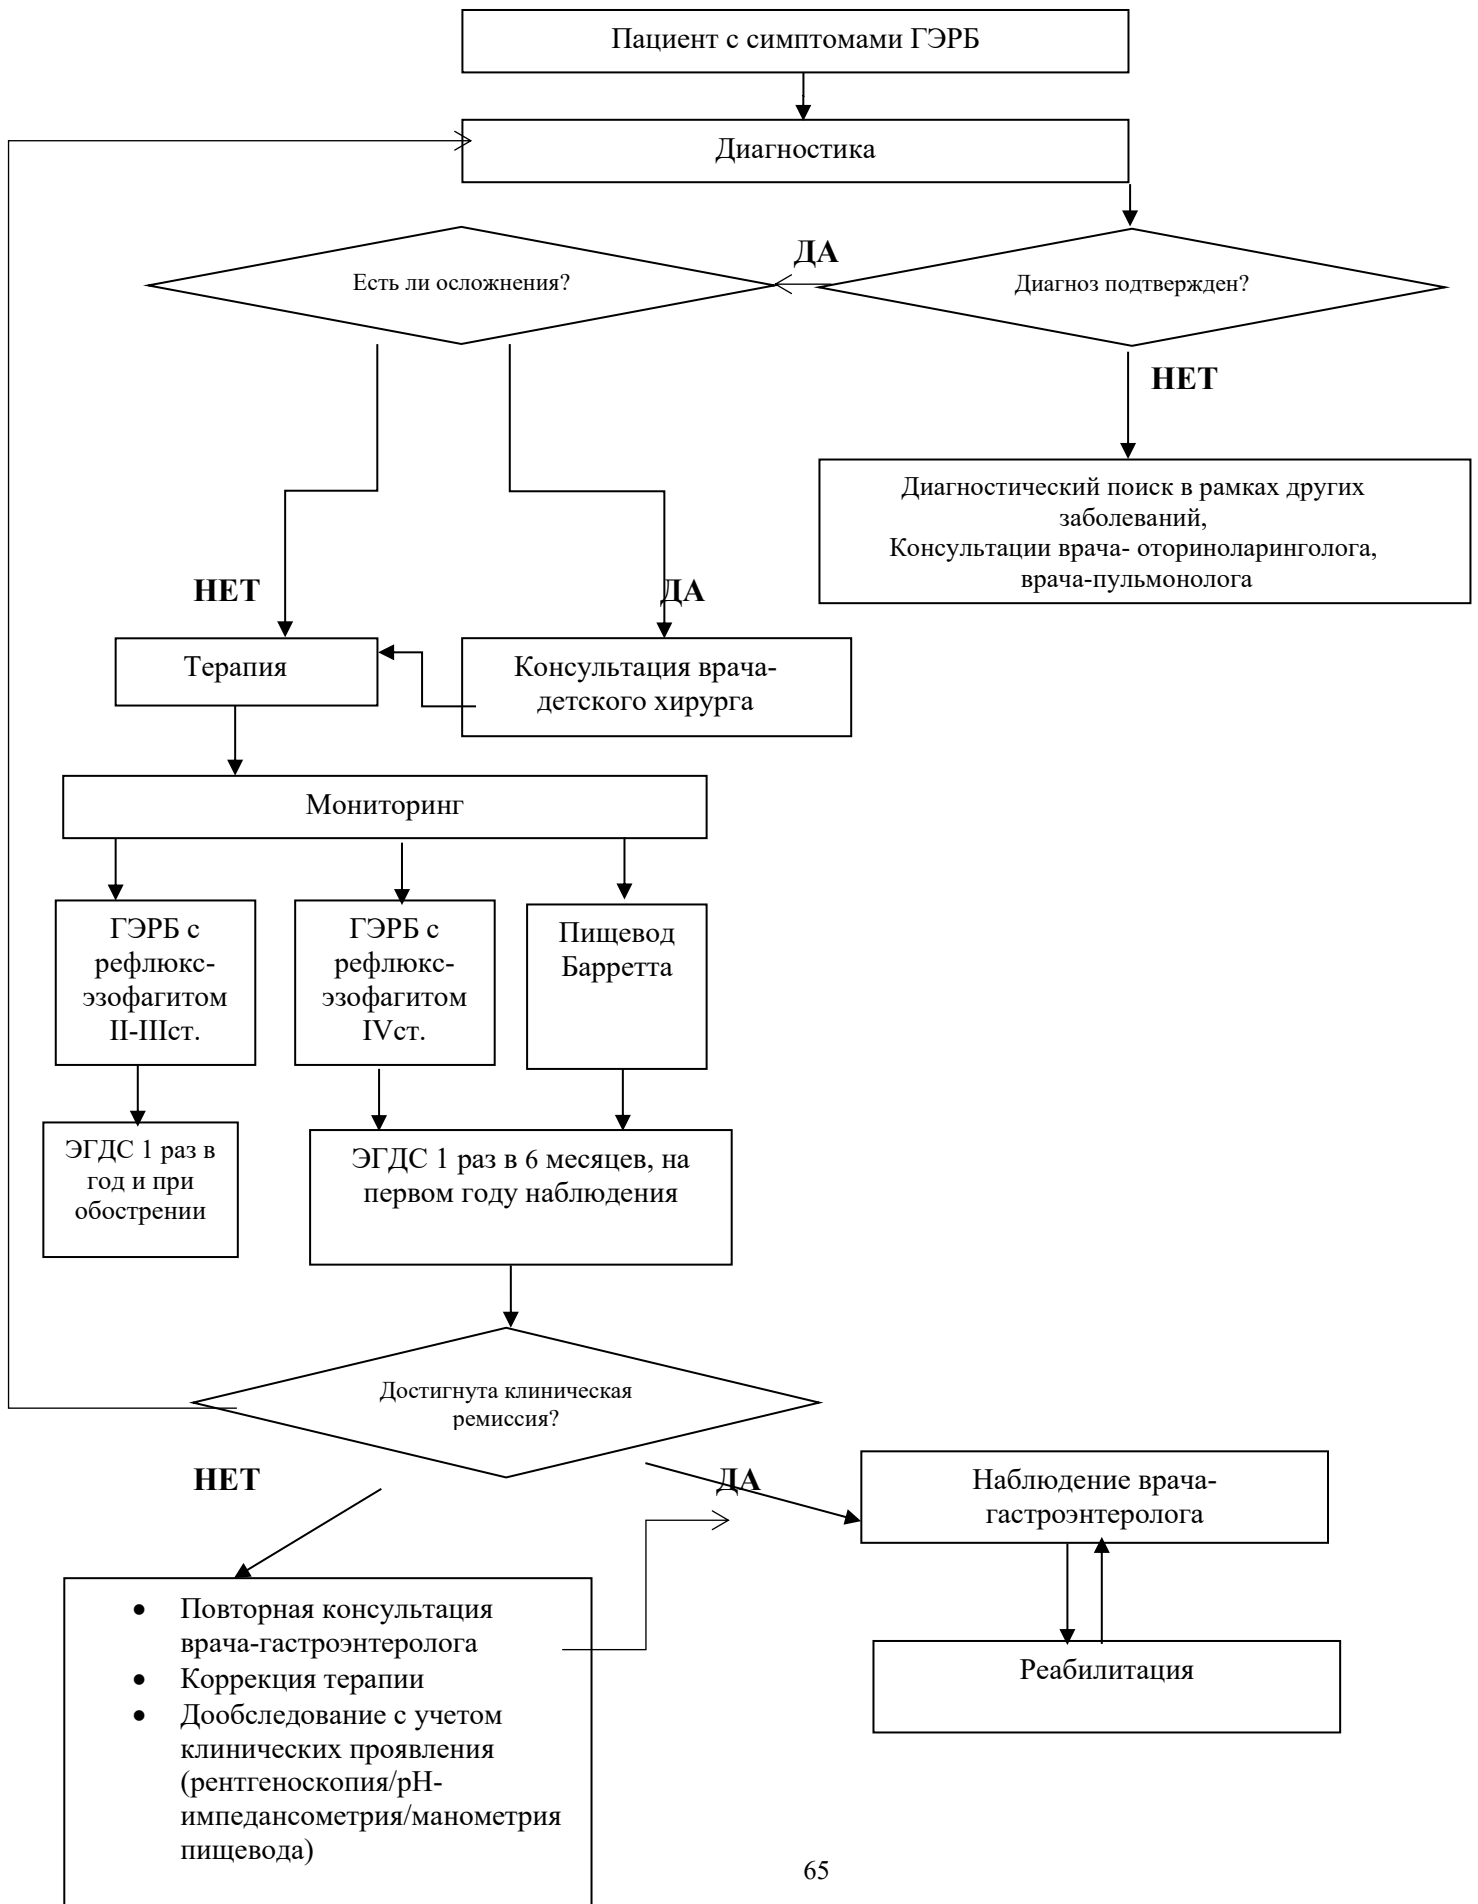 Пациент с симптомами ГЭРБ
Диагностика
ДА
Есть ли осложнения?
Диагноз подтвержден?
НЕТ
Диагностический поиск в рамках других
заболеваний,
Консультации врача- оториноларинголога,
врача-пульмонолога
НЕТ
ДА
Терапия
Консультация врача-
детского хирурга
Мониторинг
ГЭРБ с
рефлюкс-
эзофагитом
II-IIIст.
ГЭРБ с
рефлюкс-
эзофагитом
IVст.
Пищевод
Барретта
ЭГДС 1 раз в
год и при
обострении
ЭГДС 1 раз в 6 месяцев, на
первом году наблюдения
Достигнута клиническая
ремиссия?
НЕТ
ДА
Наблюдение врача-
гастроэнтеролога
• Повторная консультация
врача-гастроэнтеролога
• Коррекция терапии
• Дообследование с учетом
клинических проявления
(рентгеноскопия/pH-
импедансометрия/манометрия
пищевода)
Реабилитация
65